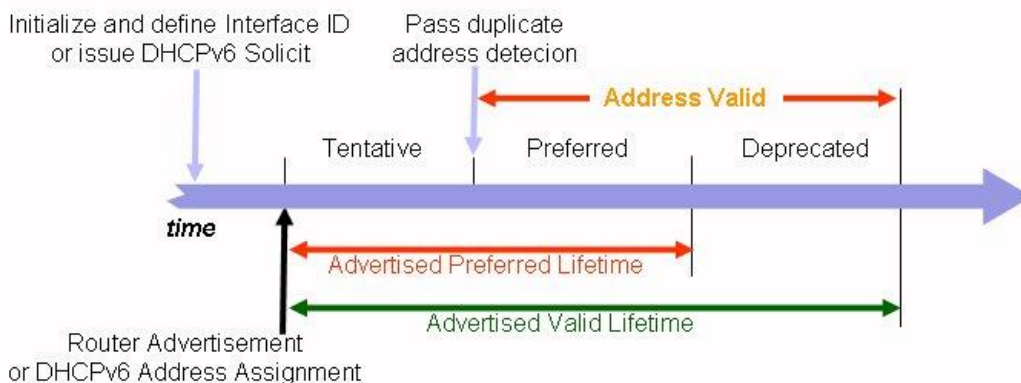 Initialize and define Interface ID
or issue DHCPv6 Solicit
Pass duplicate
address detecion
Address Valid
Tentative
Preferred
Deprecated
time
Advertised Preferred Lifetime
Advertised Valid Lifetime
Router Advertisement
or DHCPv6 Address Assignment